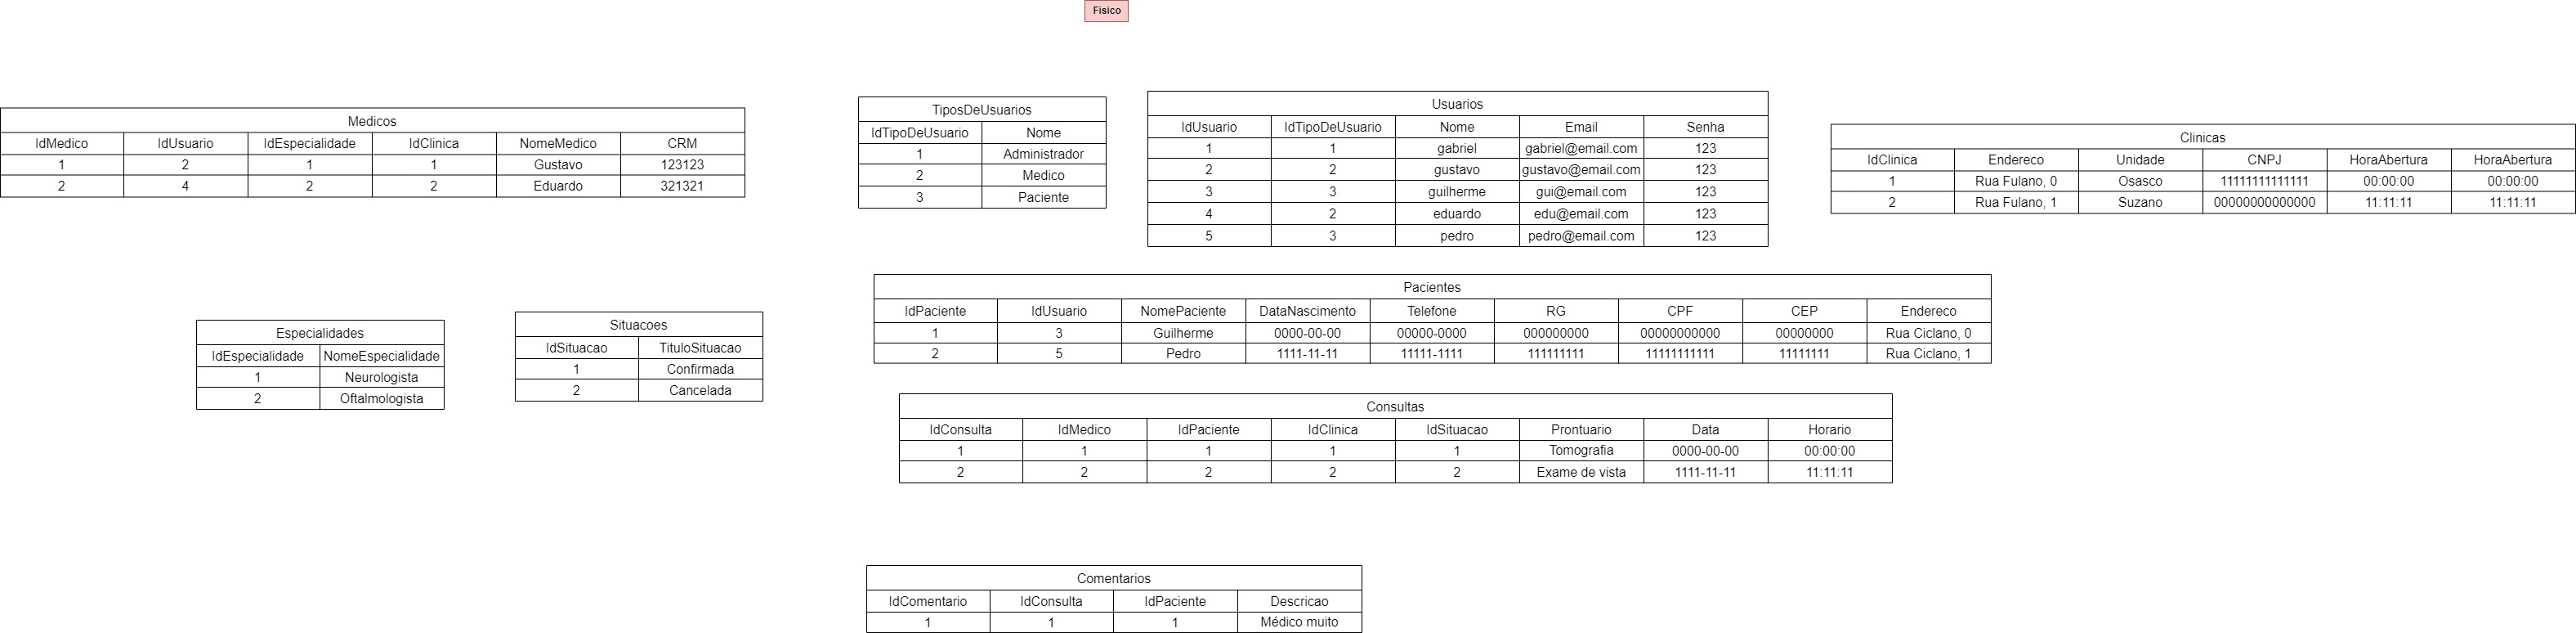 Fisico
Medicos
IdMedico IdUsuario IdEspecialidade IdClinica NomeMedico CRM
1 2 1 1 Gustavo 123123
2 4 2 2 Eduardo 321321
TiposDeUsuarios
IdTipoDeUsuario Nome
1 Administrador
2 Medico
3 Paciente
Usuarios
IdUsuario IdTipoDeUsuario Nome Email Senha
1 1 gabriel gabriel@email.com 123
2 2 gustavo gustavo@email.com 123
3 3 guilherme gui@email.com 123
4 2 eduardo edu@email.com 123
5 3 pedro pedro@email.com 123
Clinicas
IdClinica Endereco Unidade CNPJ HoraAbertura HoraAbertura
1 Rua Fulano, 0 Osasco 11111111111111 00:00:00 00:00:00
2 Rua Fulano, 1 Suzano 00000000000000 11:11:11 11:11:11
Especialidades
IdEspecialidade NomeEspecialidade
1 Neurologista
2 Oftalmologista
Situacoes
IdSituacao TituloSituacao
1 Confirmada
2 Cancelada
Pacientes
IdPaciente IdUsuario NomePaciente DataNascimento Telefone RG CPF CEP Endereco
1 3 Guilherme 0000-00-00 00000-0000 000000000 00000000000 00000000 Rua Ciclano, 0
2 5 Pedro 1111-11-11 11111-1111 111111111 11111111111 11111111 Rua Ciclano, 1
Consultas
IdConsulta IdMedico IdPaciente IdClinica IdSituacao Prontuario Data Horario
1 1 1 1 1 Tomografia 0000-00-00 00:00:00
2 2 2 2 2 Exame de vista 1111-11-11 11:11:11
Comentarios
IdComentario IdConsulta IdPaciente Descricao
1 1 1 Médico muito